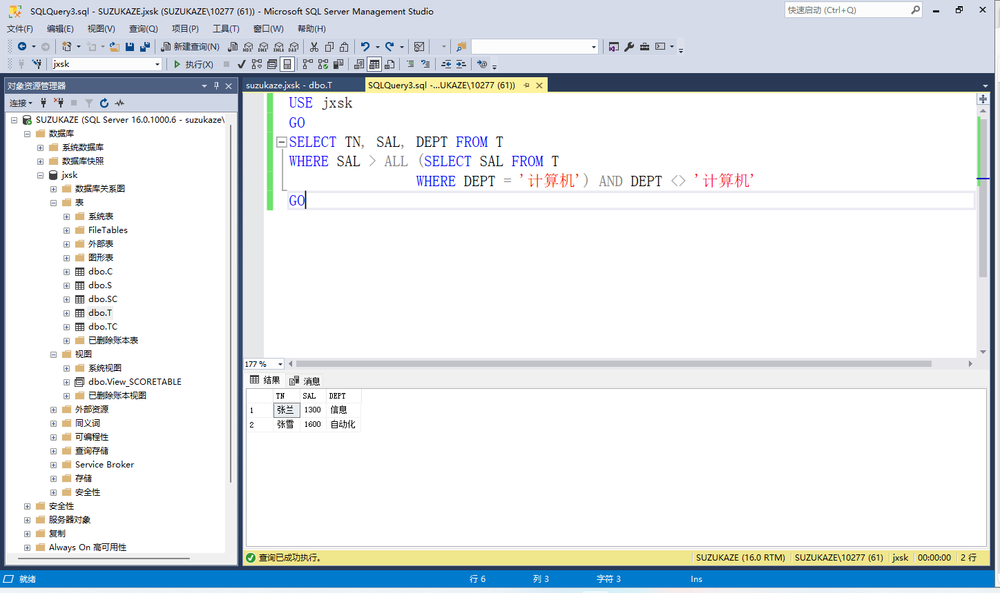 SQLQuery3.sql - SUZUKAZE.jxsk (SUZUKAZE\10277 (61)) - Microsoft SQL Server Management Studio
快速启动 (Ctrl+Q)
文件(F) 编辑(E) 视图(V) 查询(Q) 项目(P) 工具(T) 窗口(W) 帮助(H)
新建查询(N) MDX DMX XMLA DAX
jxsk 执行(X)
对象资源管理器
连接
SUZUKAZE (SQL Server 16.0.1000.6 - suzukaze\
数据库
系统数据库
数据库快照
jxsk
数据库关系图
表
系统表
FileTables
外部表
图形表
dbo.C
dbo.S
dbo.SC
dbo.T
dbo.TC
已删除账本表
视图
系统视图
dbo.View_SCORETABLE
已删除账本视图
外部资源
同义词
可编程性
查询存储
Service Broker
存储
安全性
安全性
服务器对象
复制
Always On 高可用性
suzukaze.jxsk - dbo.T
SQLQuery3.sql -...UKAZE\10277 (61))
USE jxsk
GO
SELECT TN, SAL, DEPT FROM T
WHERE SAL > ALL (SELECT SAL FROM T
WHERE DEPT = '计算机') AND DEPT <> '计算机'
GO
177 %
结果 消息
TN SAL DEPT
1 张兰 1300 信息
2 张雪 1600 自动化
查询已成功执行。
SUZUKAZE (16.0 RTM) SUZUKAZE\10277 (61) jxsk 00:00:00 2 行
就绪 行 6 列 3 字符 3 Ins